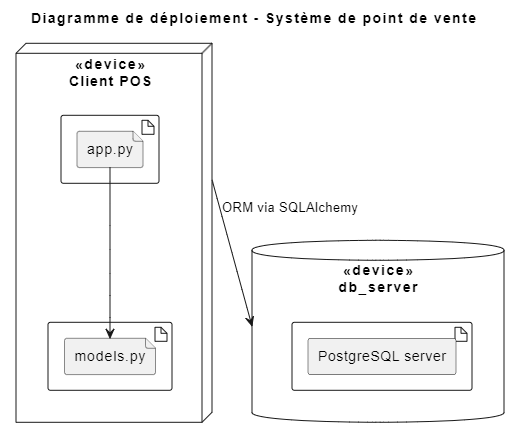 Diagramme de déploiement - Système de point de vente
«device»
Client POS
app.py
ORM via SQLAlchemy
«device»
db_server
models.py
PostgreSQL server